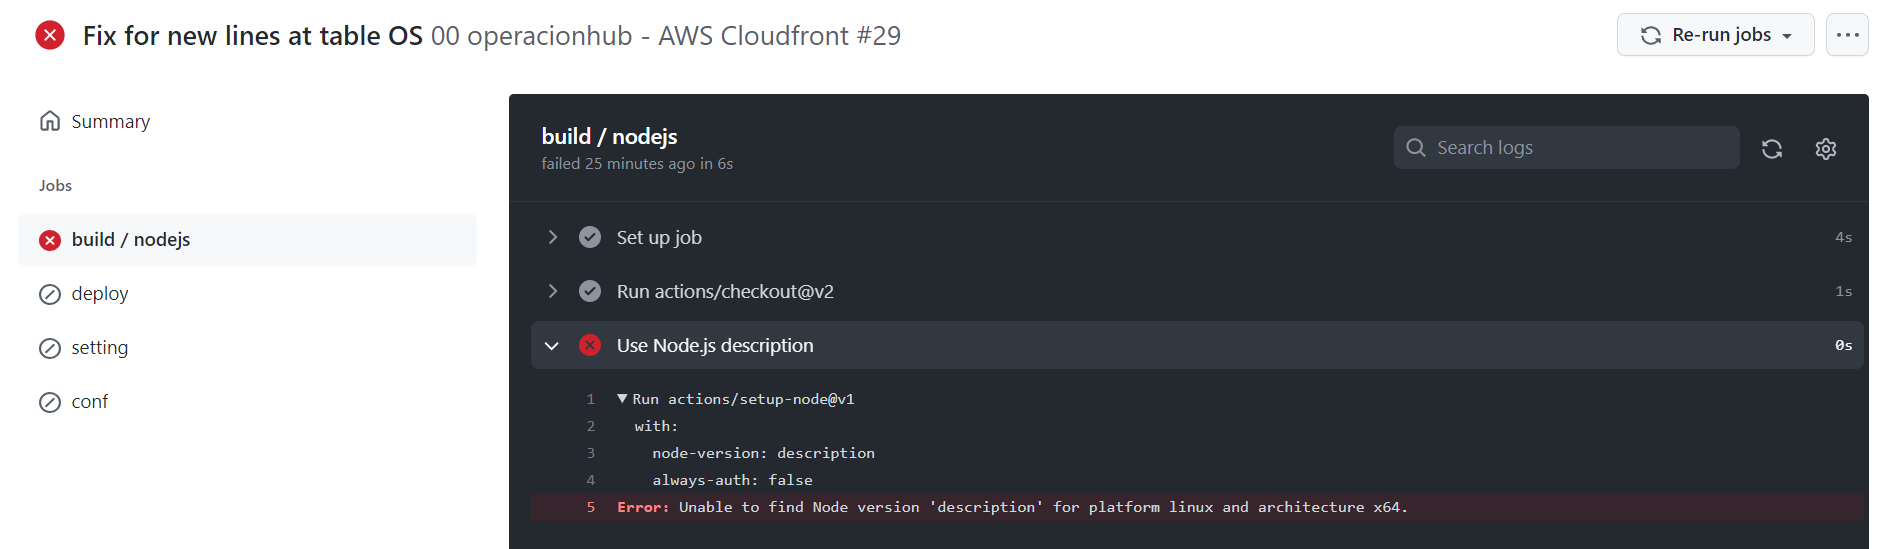 Fix for new lines at table OS 00 operacionhub - AWS Cloudfront #29
Re-run jobs
Summary
Jobs
build / nodejs
deploy
setting
conf
build / nodejs
failed 25 minutes ago in 6s
Search logs
Set up job 4s
Run actions/checkout@v2 1s
Use Node.js description 0s
1 Run actions/setup-node@v1
2 with:
3 node-version: description
4 always-auth: false
5 Error: Unable to find Node version 'description' for platform linux and architecture x64.